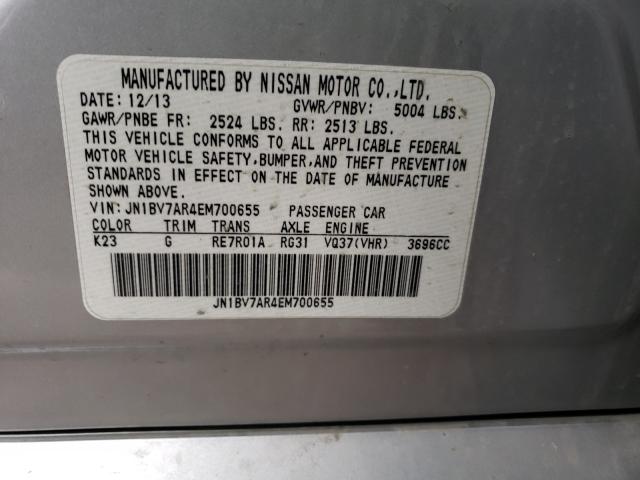 MANUFACTURED BY NISSAN MOTOR CO.,LTD.
DATE: 12/13 GVWR/PNBV: 5004 LBS.
GAWR/PNBE FR: 2524 LBS. RR: 2513 LBS.
THIS VEHICLE CONFORMS TO ALL APPLICABLE FEDERAL
MOTOR VEHICLE SAFETY,BUMPER,AND THEFT PREVENTION
STANDARDS IN EFFECT ON THE DATE OF MANUFACTURE
SHOWN ABOVE.
VIN:JN1BV7AR4EM700655 PASSENGER CAR
COLOR TRIM TRANS AXLE ENGINE
K23 G RE7R01A RG31 VQ37(VHR) 3696CC
JN1BV7AR4EM700655